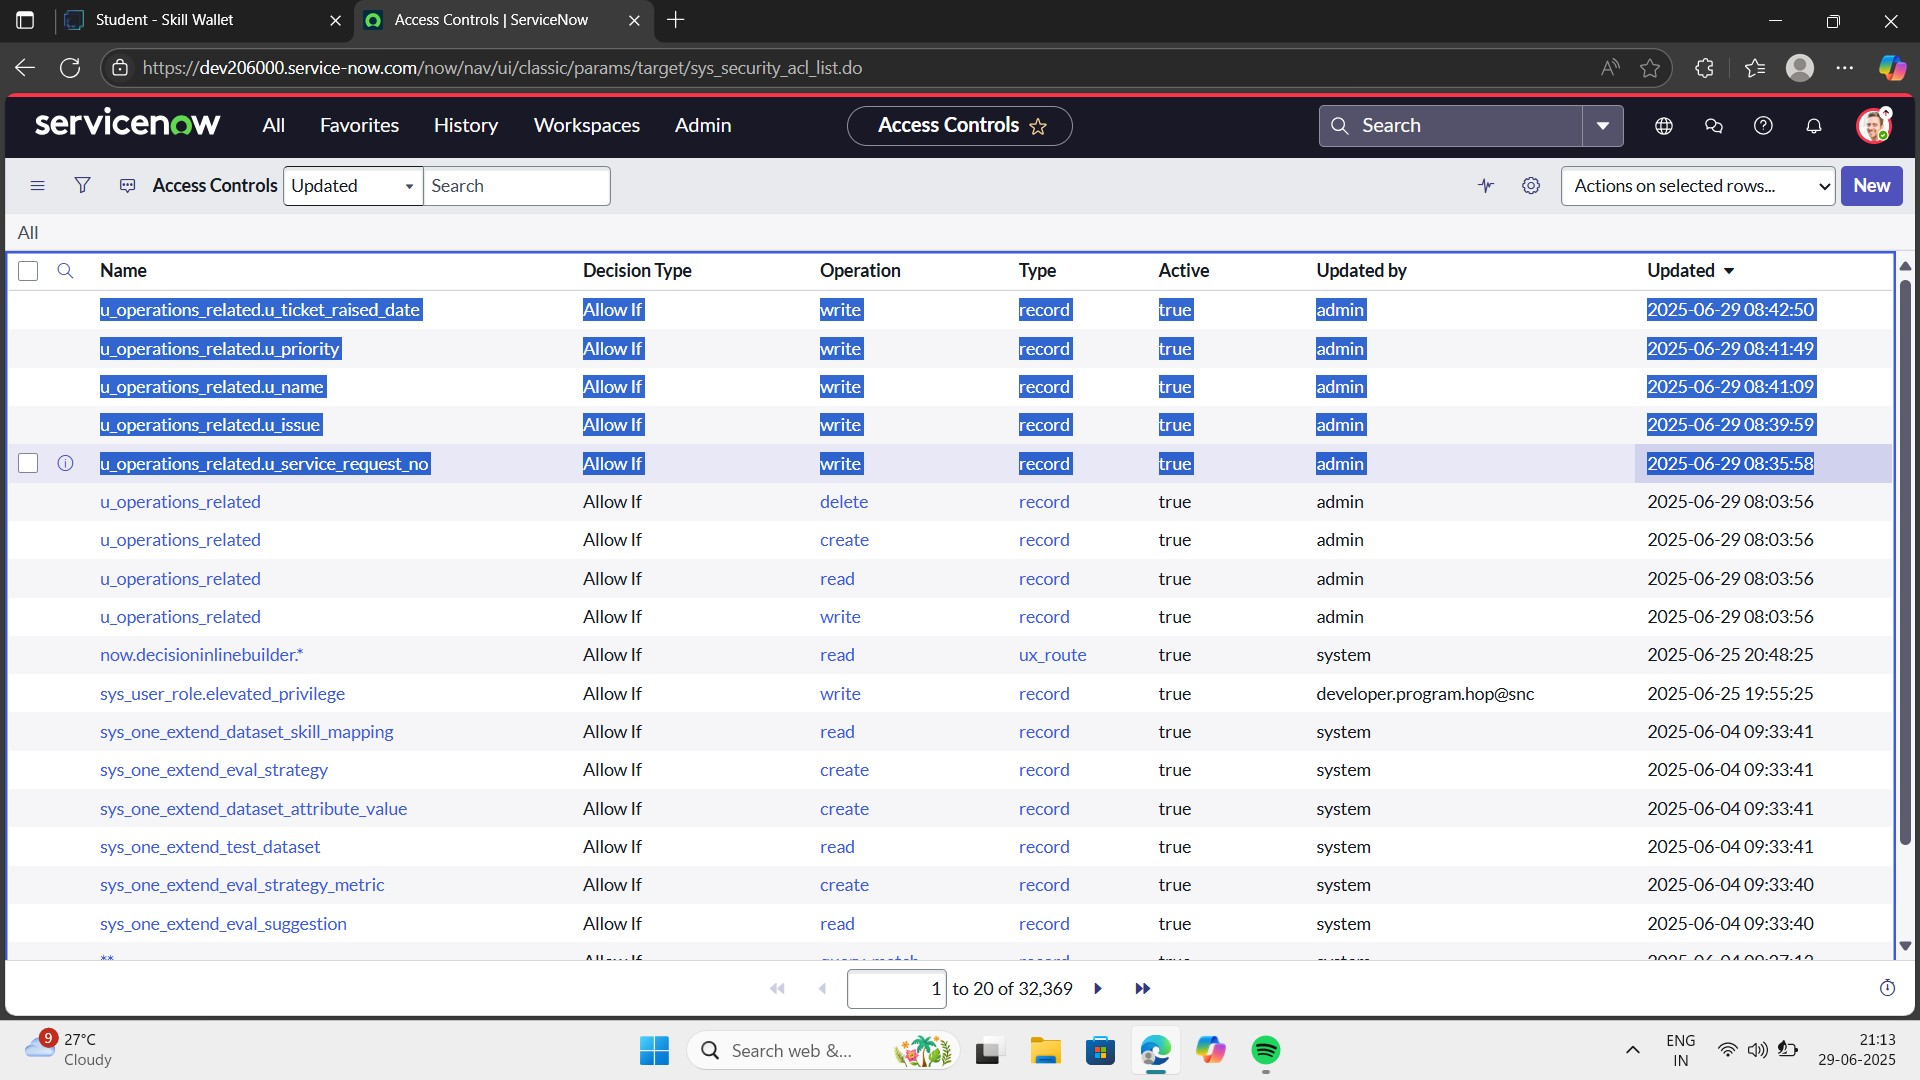 Student - Skill Wallet
Access Controls | ServiceNow
https://dev206000.service-now.com/now/nav/ui/classic/params/target/sys_security_acl_list.do
servicenow All Favorites History Workspaces Admin Access Controls Search
Access Controls Updated Search Actions on selected rows... New
All
Name Decision Type Operation Type Active Updated by Updated
u_operations_related.u_ticket_raised_date Allow If write record true admin 2025-06-29 08:42:50
u_operations_related.u_priority Allow If write record true admin 2025-06-29 08:41:49
u_operations_related.u_name Allow If write record true admin 2025-06-29 08:41:09
u_operations_related.u_issue Allow If write record true admin 2025-06-29 08:39:59
u_operations_related.u_service_request_no Allow If write record true admin 2025-06-29 08:35:58
u_operations_related Allow If delete record true admin 2025-06-29 08:03:56
u_operations_related Allow If create record true admin 2025-06-29 08:03:56
u_operations_related Allow If read record true admin 2025-06-29 08:03:56
u_operations_related Allow If write record true admin 2025-06-29 08:03:56
now.decisioninlinebuilder.* Allow If read ux_route true system 2025-06-25 20:48:25
sys_user_role.elevated_privilege Allow If write record true developer.program.hop@snc 2025-06-25 19:55:25
sys_one_extend_dataset_skill_mapping Allow If read record true system 2025-06-04 09:33:41
sys_one_extend_eval_strategy Allow If create record true system 2025-06-04 09:33:41
sys_one_extend_dataset_attribute_value Allow If create record true system 2025-06-04 09:33:41
sys_one_extend_test_dataset Allow If read record true system 2025-06-04 09:33:41
sys_one_extend_eval_strategy_metric Allow If create record true system 2025-06-04 09:33:40
sys_one_extend_eval_suggestion Allow If read record true system 2025-06-04 09:33:40
1 to 20 of 32,369
9 27°C
Cloudy
Search web &...
ENG
IN
21:13
29-06-2025